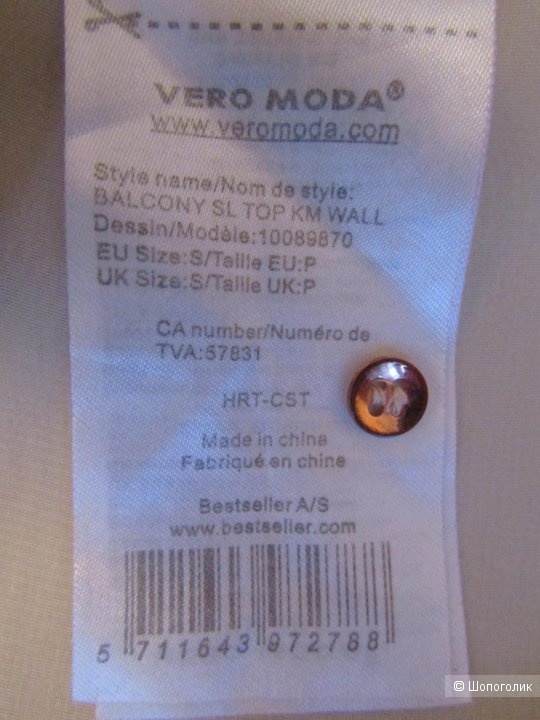 VERO MODA®
www.veromoda.com
Style name/Nom de style:
BALCONY SL TOP KM WALL
Dessin/Modèle:10089870
EU Size:S/Taille EU:P
UK Size:S/Taille UK:P
CA number/Numéro de
TVA:57831
HRT-CST
Made in china
Fabriqué en chine
Bestseller A/S
www.bestseller.com
5 711643 972788
© Шопоголик